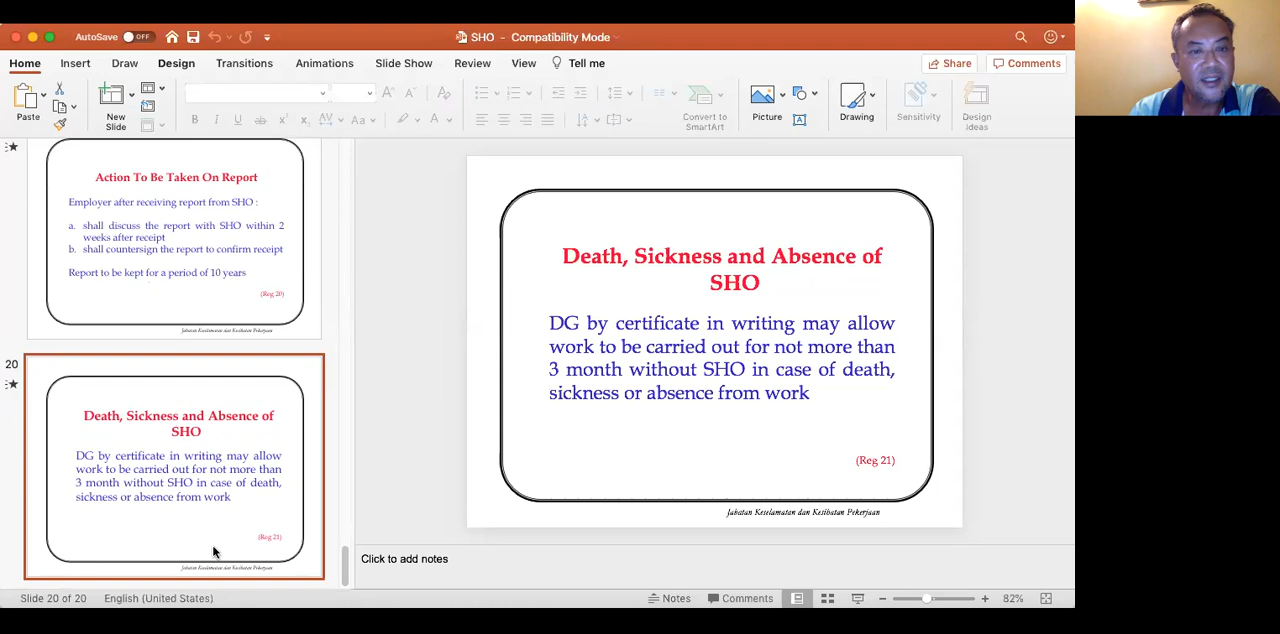 AutoSave OFF
SHO - Compatibility Mode
Home Insert Draw Design Transitions Animations Slide Show Review View Tell me Share Comments
Paste
New
Slide
B I U ab x² x₂ AV Aa A
Convert to
SmartArt
Picture
Drawing
Sensitivity
Design
Ideas
Action To Be Taken On Report
Employer after receiving report from SHO :
a. shall discuss the report with SHO within 2
weeks after receipt
b. shall countersign the report to confirm receipt
Report to be kept for a period of 10 years
(Reg 20)
Jabatan Keselamatan dan Kesihatan Pekerjaan
20
Death, Sickness and Absence of
SHO
DG by certificate in writing may allow
work to be carried out for not more than
3 month without SHO in case of death,
sickness or absence from work
(Reg 21)
Jabatan Keselamatan dan Kesihatan Pekerjaan
Death, Sickness and Absence of
SHO
DG by certificate in writing may allow
work to be carried out for not more than
3 month without SHO in case of death,
sickness or absence from work
(Reg 21)
Jabatan Keselamatan dan Kesihatan Pekerjaan
Click to add notes
Slide 20 of 20 English (United States) Notes Comments 82%